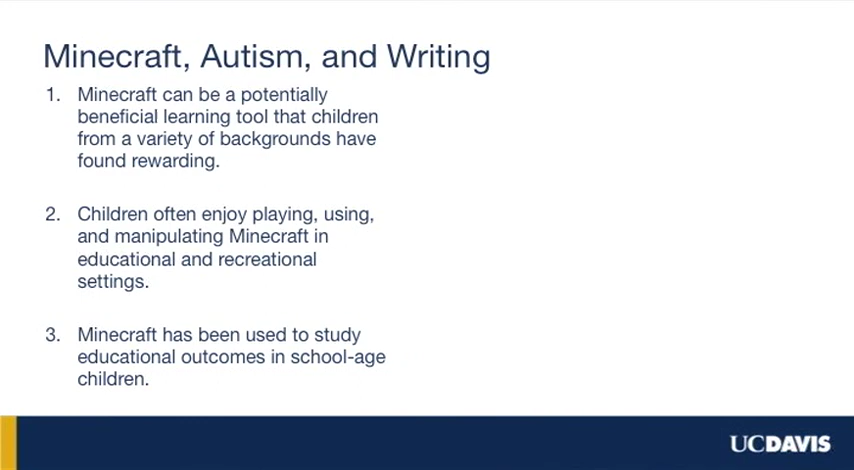 Minecraft, Autism, and Writing
1. Minecraft can be a potentially
beneficial learning tool that children
from a variety of backgrounds have
found rewarding.
2. Children often enjoy playing, using,
and manipulating Minecraft in
educational and recreational
settings.
3. Minecraft has been used to study
educational outcomes in school-age
children.
UCDAVIS